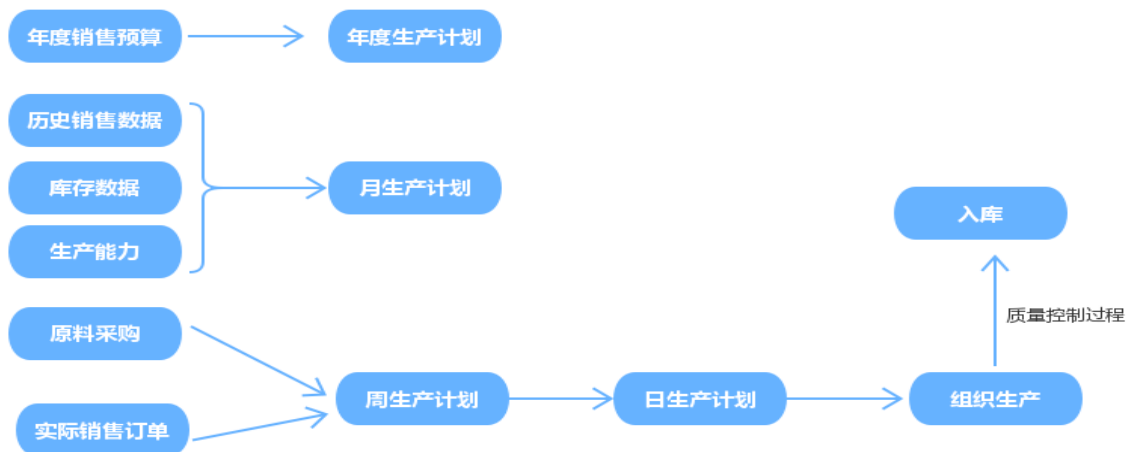 年度销售预算
年度生产计划
历史销售数据
库存数据
月生产计划
生产能力
入库
原料采购
质量控制过程
周生产计划
日生产计划
组织生产
实际销售订单